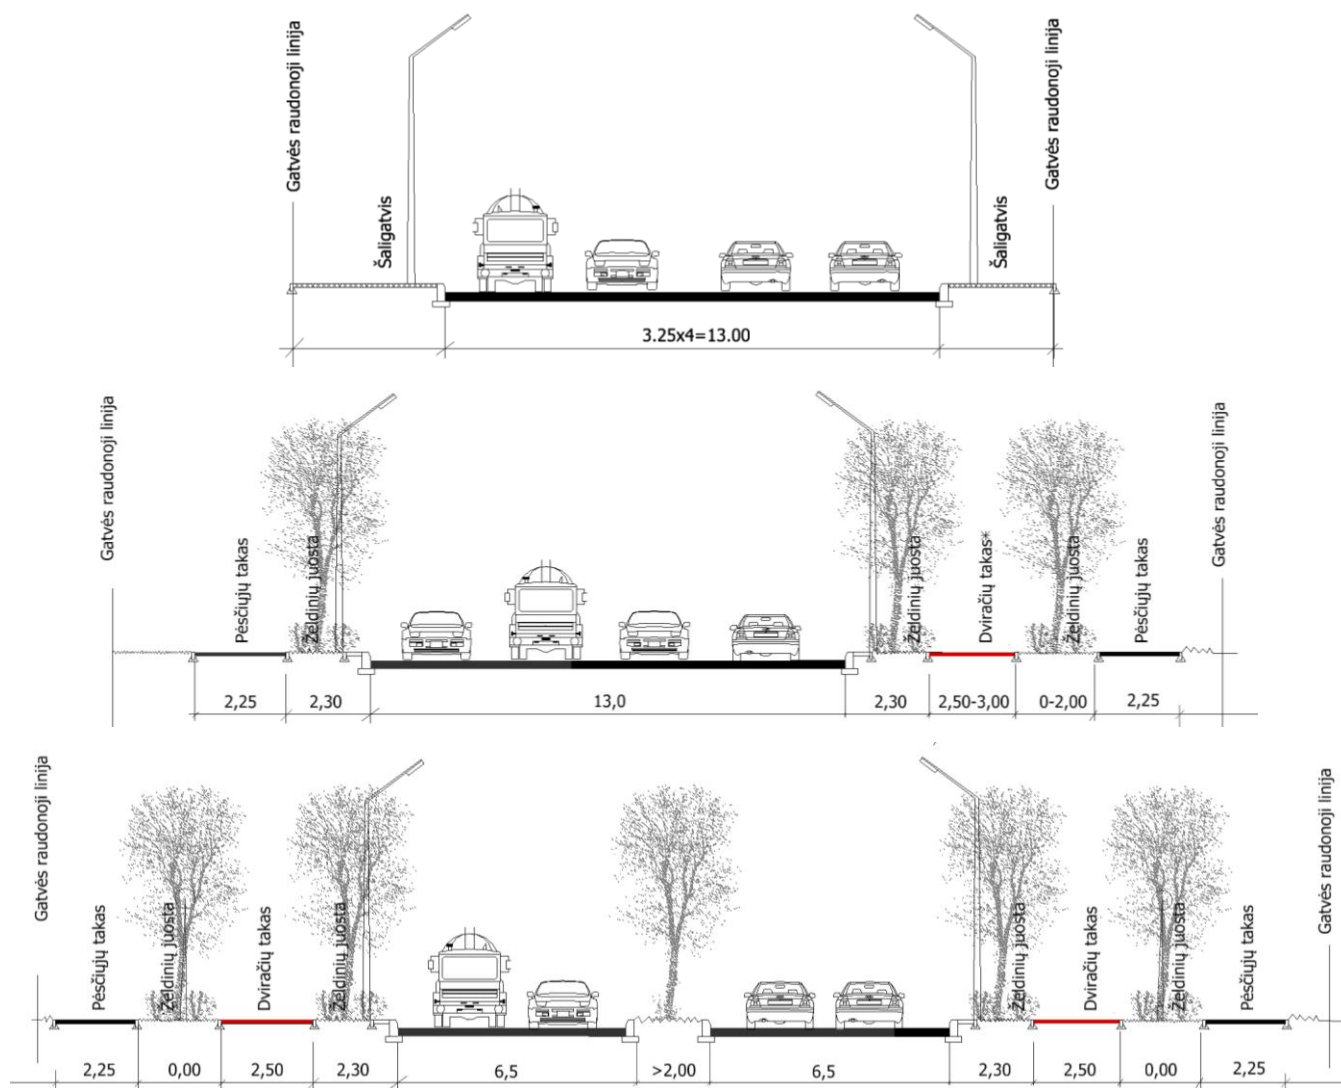 Gatvės raudonoji linija
Šaligatvis
Šaligatvis
Gatvės raudonoji linija
3.25x4=13.00
Gatvės raudonoji linija
Pėsčiųjų takas
Želdinių juosta
Želdinių juosta
Dviračių takas*
Želdinių juosta
Pėsčiųjų takas
Gatvės raudonoji linija
2,25
2,30
13,0
2,30
2,50-3,00
0-2,00
2,25
Gatvės raudonoji linija
Pėsčiųjų takas
Želdinių juosta
Dviračių takas
Želdinių juosta
Želdinių juosta
Dviračių takas
Želdinių juosta
Pėsčiųjų takas
Gatvės raudonoji linija
2,25
0,00
2,50
2,30
6,5
>2,00
6,5
2,30
2,50
0,00
2,25